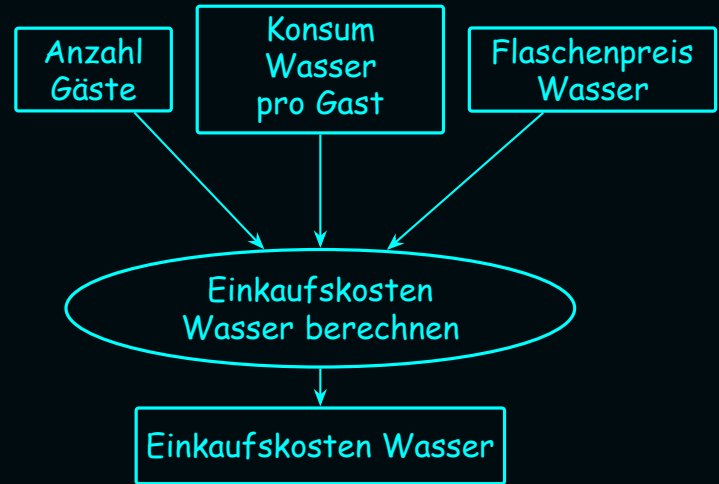 Anzahl
Gäste
Konsum
Wasser
pro Gast
Flaschenpreis
Wasser
Einkaufskosten
Wasser berechnen
Einkaufskosten Wasser